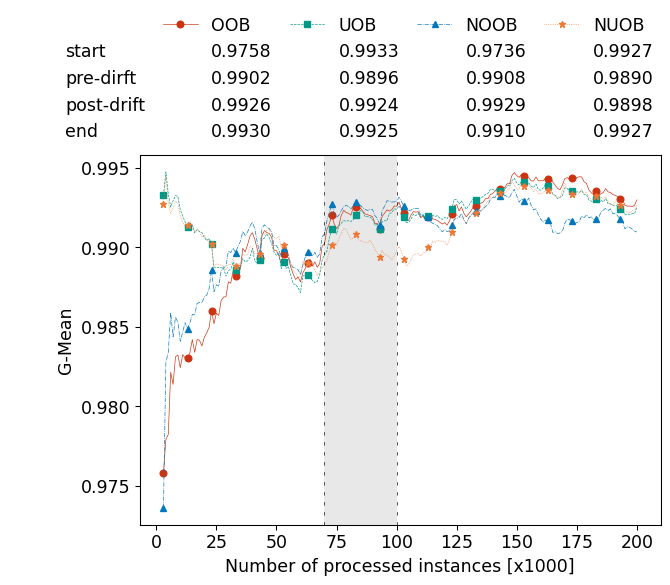 OOB UOB NOOB NUOB
start 0.9758 0.9933 0.9736 0.9927
pre-dirft 0.9902 0.9896 0.9908 0.9890
post-drift 0.9926 0.9924 0.9929 0.9898
end 0.9930 0.9925 0.9910 0.9927
0.995
0.990
0.985
0.980
0.975
G-Mean
0 25 50 75 100 125 150 175 200
Number of processed instances [x1000]